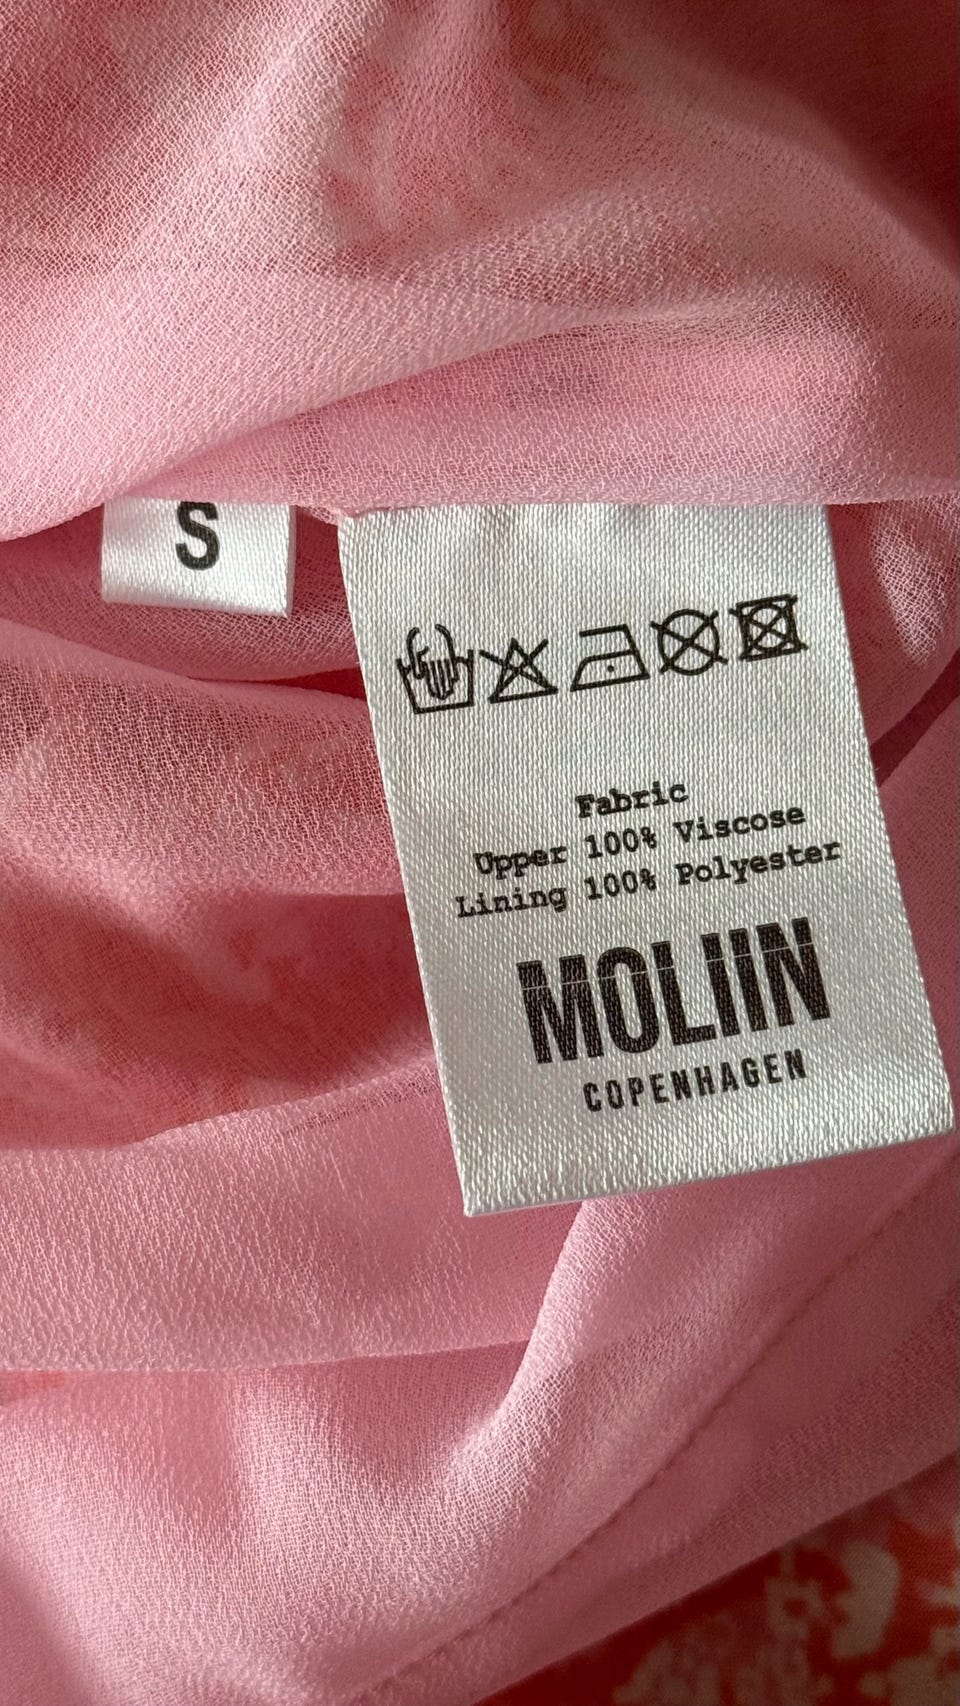 S
Fabric
Upper 100% Viscose
Lining 100% Polyester
MOLIIN
COPENHAGEN